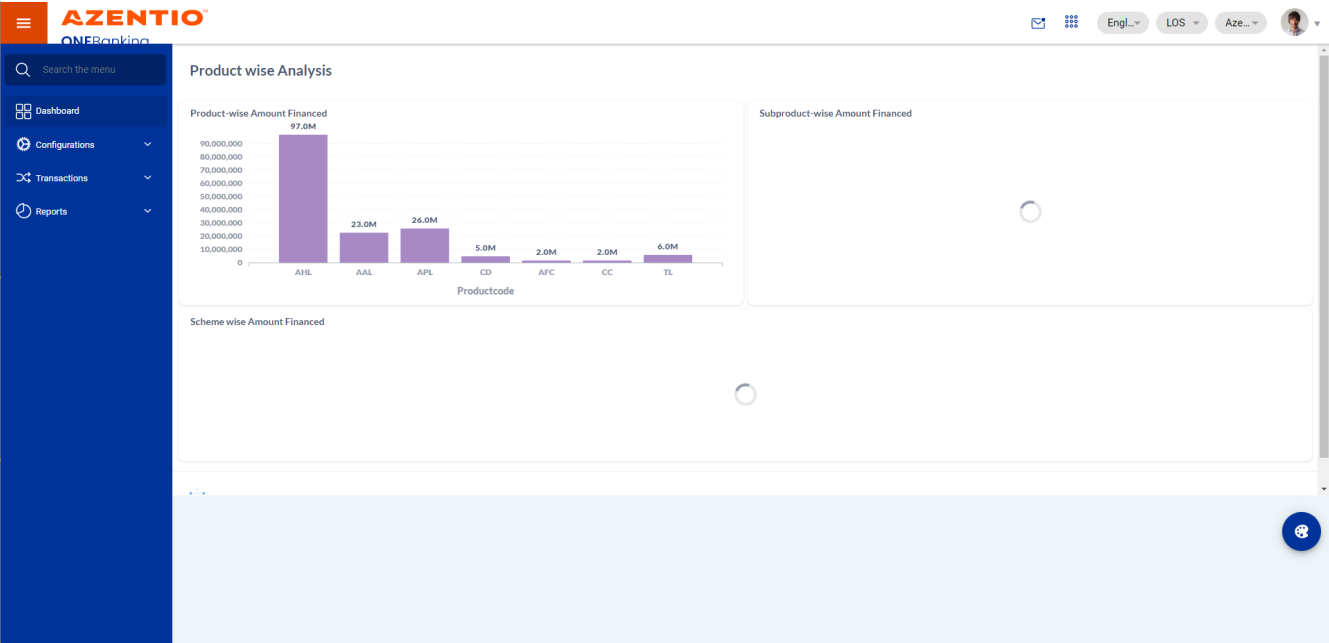 AZENTIO™
ONEBanking
Engl...
LOS
Aze...
Search the menu
Dashboard
Configurations
Transactions
Reports
Product wise Analysis
Product-wise Amount Financed
97.0M
90,000,000
80,000,000
70,000,000
60,000,000
50,000,000
40,000,000
30,000,000
20,000,000
10,000,000
0
23.0M
26.0M
5.0M
2.0M
2.0M
6.0M
AHL AAL APL CD AFC CC TL
Productcode
Subproduct-wise Amount Financed
Scheme wise Amount Financed